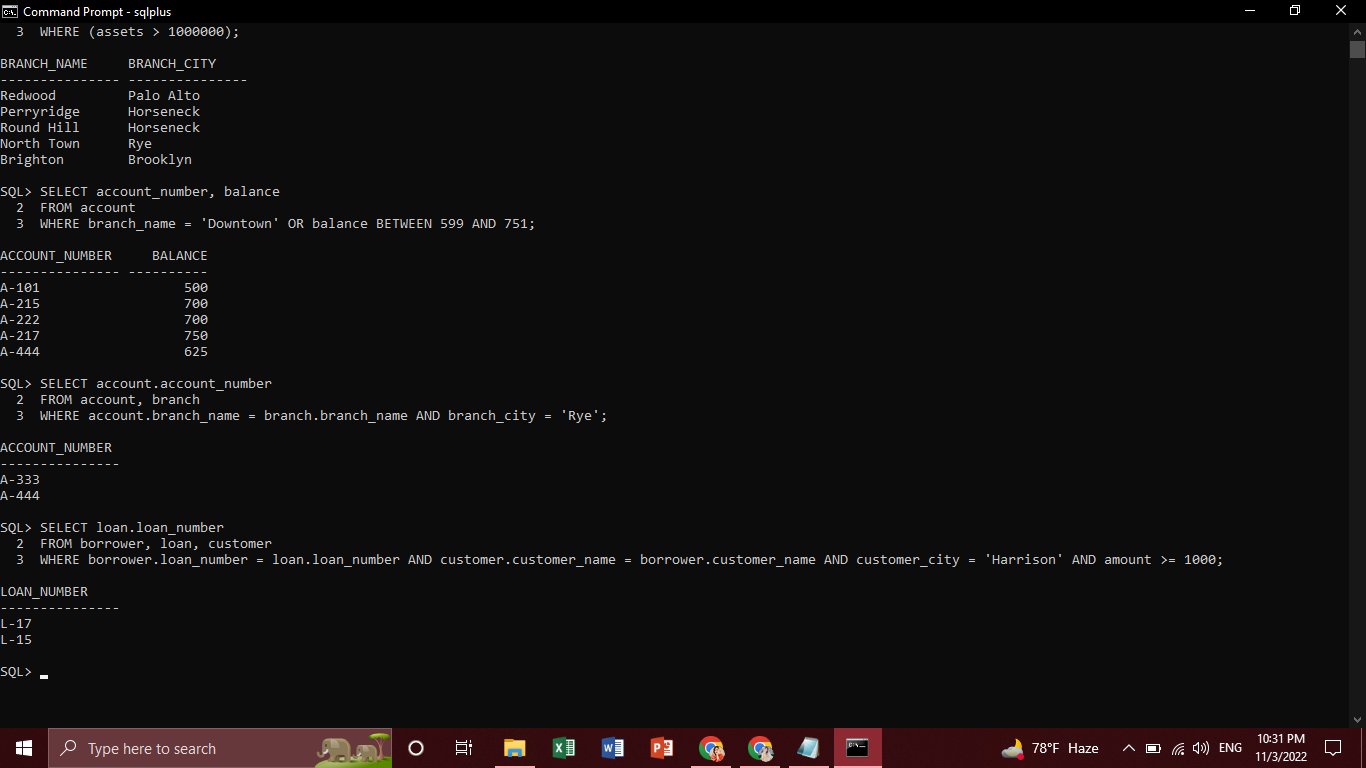 Command Prompt - sqlplus
  3  WHERE (assets > 1000000);

BRANCH_NAME     BRANCH_CITY
--------------- ---------------
Redwood         Palo Alto
Perryridge      Horseneck
Round Hill      Horseneck
North Town      Rye
Brighton        Brooklyn

SQL> SELECT account_number, balance
  2  FROM account
  3  WHERE branch_name = 'Downtown' OR balance BETWEEN 599 AND 751;

ACCOUNT_NUMBER     BALANCE
--------------- ----------
A-101                  500
A-215                  700
A-222                  700
A-217                  750
A-444                  625

SQL> SELECT account.account_number
  2  FROM account, branch
  3  WHERE account.branch_name = branch.branch_name AND branch_city = 'Rye';

ACCOUNT_NUMBER
---------------
A-333
A-444

SQL> SELECT loan.loan_number
  2  FROM borrower, loan, customer
  3  WHERE borrower.loan_number = loan.loan_number AND customer.customer_name = borrower.customer_name AND customer_city = 'Harrison' AND amount >= 1000;

LOAN_NUMBER
---------------
L-17
L-15

SQL>
Type here to search
78°F Haze
ENG
10:31 PM
11/3/2022